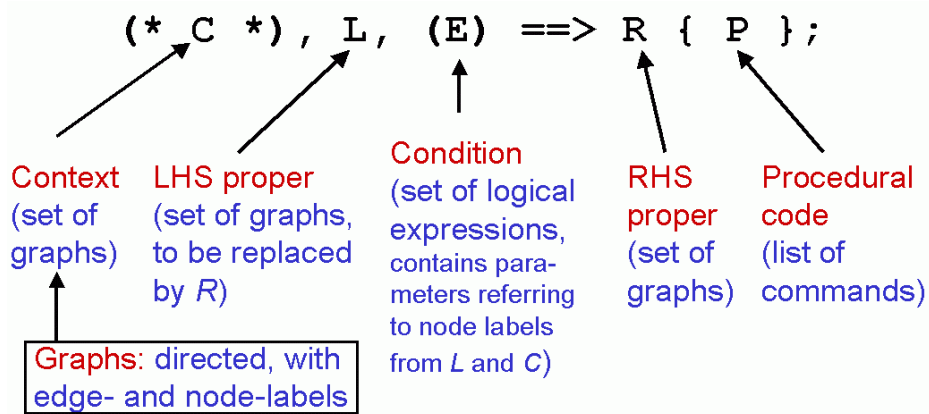 (* C *), L, (E) ==> R { P };
Context
(set of
graphs)
LHS proper
(set of graphs,
to be replaced
by R)
Condition
(set of logical
expressions,
contains para-
meters referring
to node labels
from L and C)
RHS
proper
(set of
graphs)
Procedural
code
(list of
commands)
Graphs: directed, with
edge- and node-labels